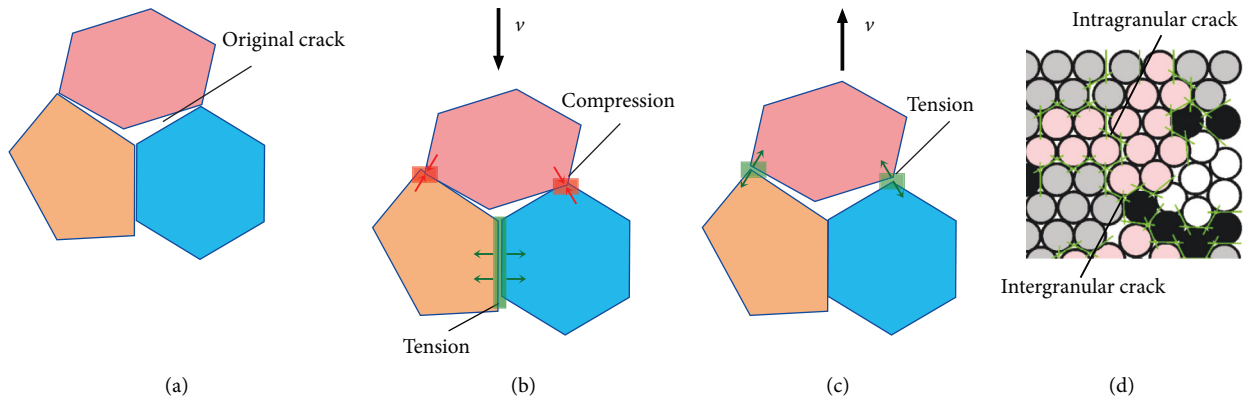 Original crack
(a)
v
Compression
Tension
(b)
v
Tension
(c)
Intragranular crack
Intergranular crack
(d)